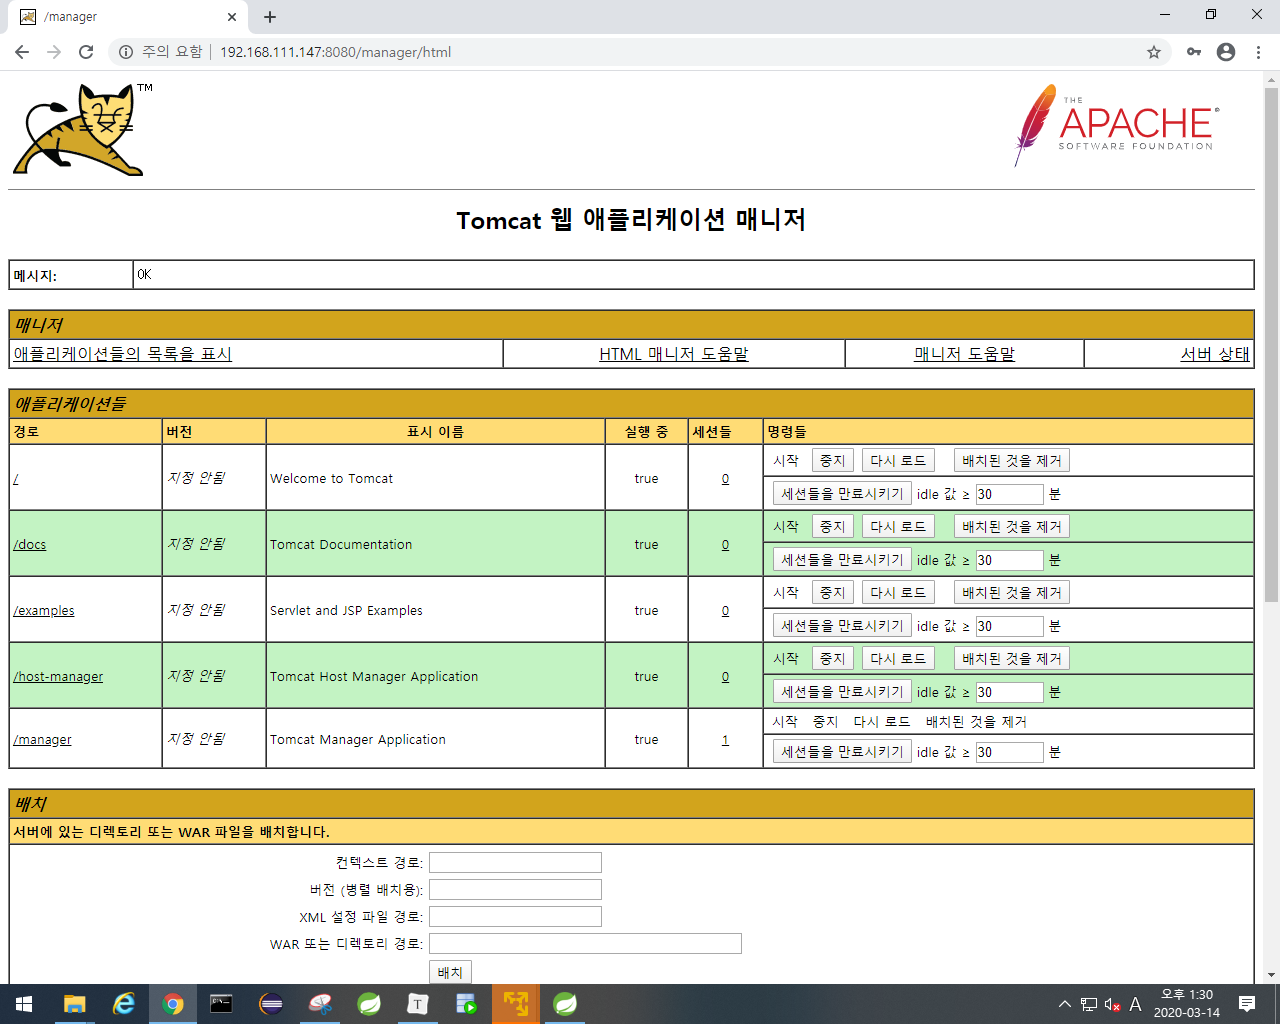 /manager
주의 요함 192.168.111.147:8080/manager/html
TM
THE
APACHE®
SOFTWARE FOUNDATION
Tomcat 웹 애플리케이션 매니저
메시지: OK
매니저
애플리케이션들의 목록을 표시 HTML 매니저 도움말 매니저 도움말 서버 상태
애플리케이션들
경로 버전 표시 이름 실행 중 세션들 명령들
/ 지정 안됨 Welcome to Tomcat true 0 시작 중지 다시 로드 배치된 것을 제거
세션들을 만료시키기 idle 값 ≥ 30 분
/docs 지정 안됨 Tomcat Documentation true 0 시작 중지 다시 로드 배치된 것을 제거
세션들을 만료시키기 idle 값 ≥ 30 분
/examples 지정 안됨 Servlet and JSP Examples true 0 시작 중지 다시 로드 배치된 것을 제거
세션들을 만료시키기 idle 값 ≥ 30 분
/host-manager 지정 안됨 Tomcat Host Manager Application true 0 시작 중지 다시 로드 배치된 것을 제거
세션들을 만료시키기 idle 값 ≥ 30 분
/manager 지정 안됨 Tomcat Manager Application true 1 시작 중지 다시 로드 배치된 것을 제거
세션들을 만료시키기 idle 값 ≥ 30 분
배치
서버에 있는 디렉토리 또는 WAR 파일을 배치합니다.
컨텍스트 경로:
버전 (병렬 배치용):
XML 설정 파일 경로:
WAR 또는 디렉토리 경로:
배치
T
A
오후 1:30
2020-03-14